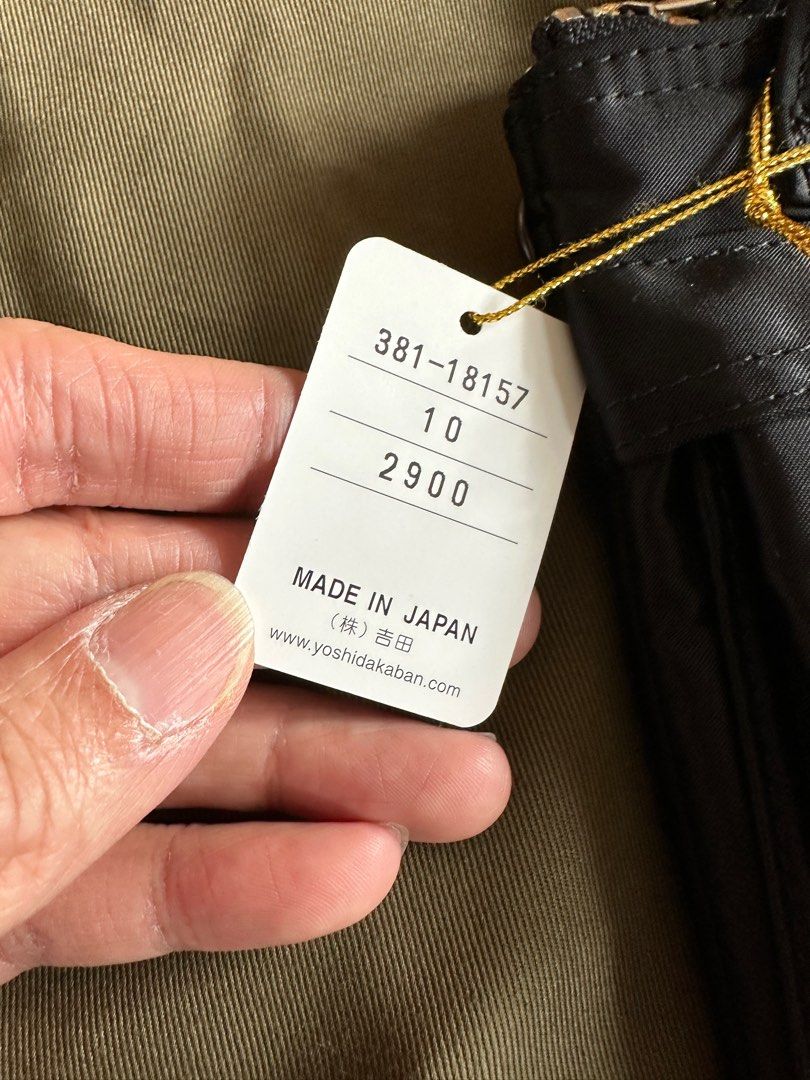 381-18157
10
2900
MADE IN JAPAN
（株）吉田
www.yoshidakaban.com